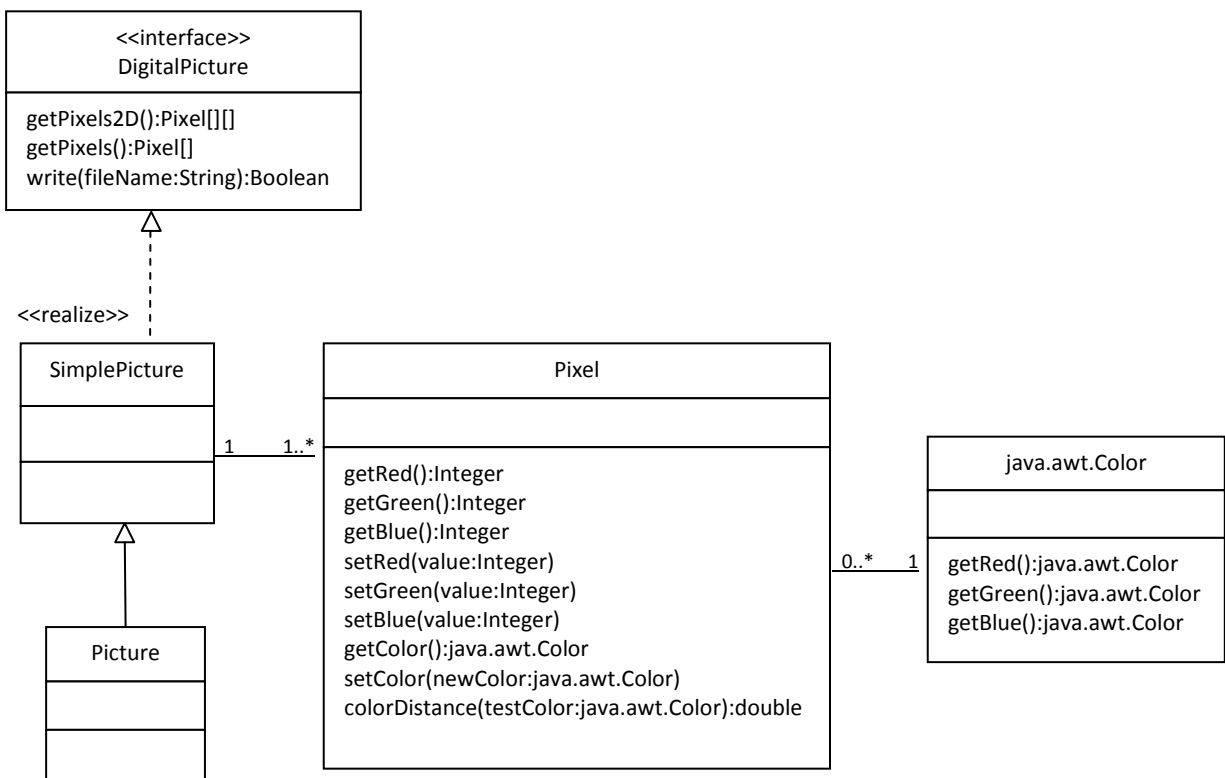 <<interface>>
DigitalPicture
getPixels2D():Pixel[][]
getPixels():Pixel[]
write(fileName:String):Boolean
<<realize>>
SimplePicture
1 1..*
Pixel
getRed():Integer
getGreen():Integer
getBlue():Integer
setRed(value:Integer)
setGreen(value:Integer)
setBlue(value:Integer)
getColor():java.awt.Color
setColor(newColor:java.awt.Color)
colorDistance(testColor:java.awt.Color):double
0..* 1
java.awt.Color
getRed():java.awt.Color
getGreen():java.awt.Color
getBlue():java.awt.Color
Picture